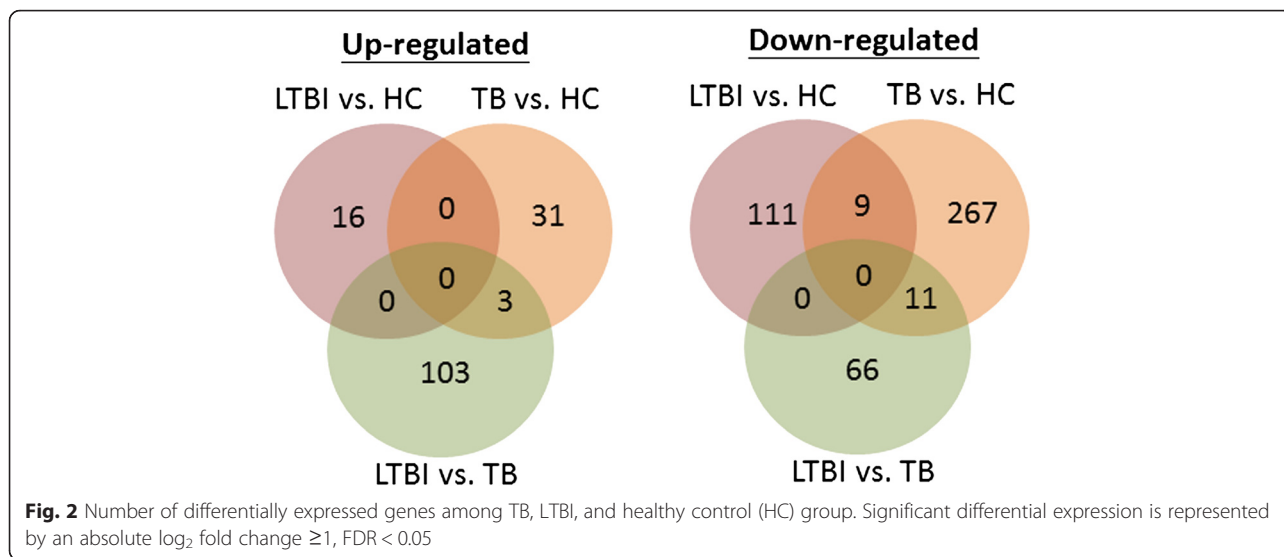 Up-regulated
Down-regulated
LTBI vs. HC
TB vs. HC
LTBI vs. HC
TB vs. HC
16
0
31
111
9
267
0
0
0
3
0
11
103
66
LTBI vs. TB
LTBI vs. TB
Fig. 2 Number of differentially expressed genes among TB, LTBI, and healthy control (HC) group. Significant differential expression is represented
by an absolute log₂ fold change ≥1, FDR < 0.05